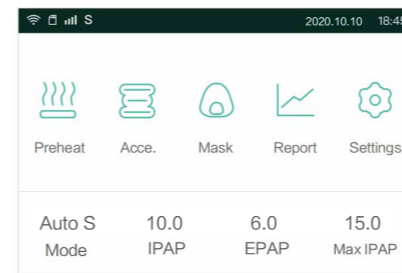 S 2020.10.10 18:45
Preheat Acce. Mask Report Settings
Auto S 10.0 6.0 15.0
Mode IPAP EPAP Max IPAP